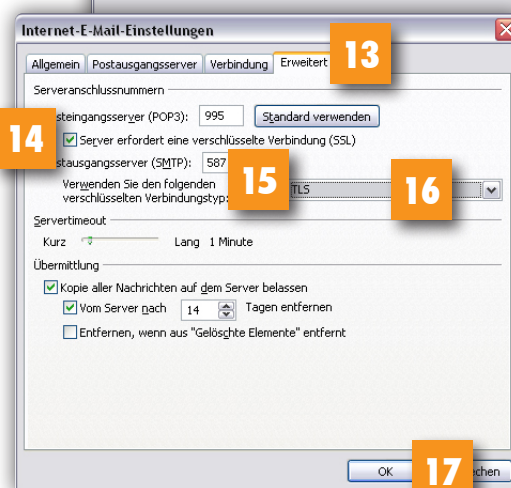 Internet-E-Mail-Einstellungen
13
Allgemein Postausgangsserver Verbindung Erweitert
Serveranschlussnummern
steingangsserver (POP3): 995 Standard verwenden
14 Server erfordert eine verschlüsselte Verbindung (SSL)
stausgangsserver (SMTP): 587
15
16
Verwenden Sie den folgenden TLS
verschlüsselten Verbindungstyp:
Servertimeout
Kurz Lang 1 Minute
Übermittlung
Kopie aller Nachrichten auf dem Server belassen
Vom Server nach 14 Tagen entfernen
Entfernen, wenn aus "Gelöschte Elemente" entfernt
OK 17 chen